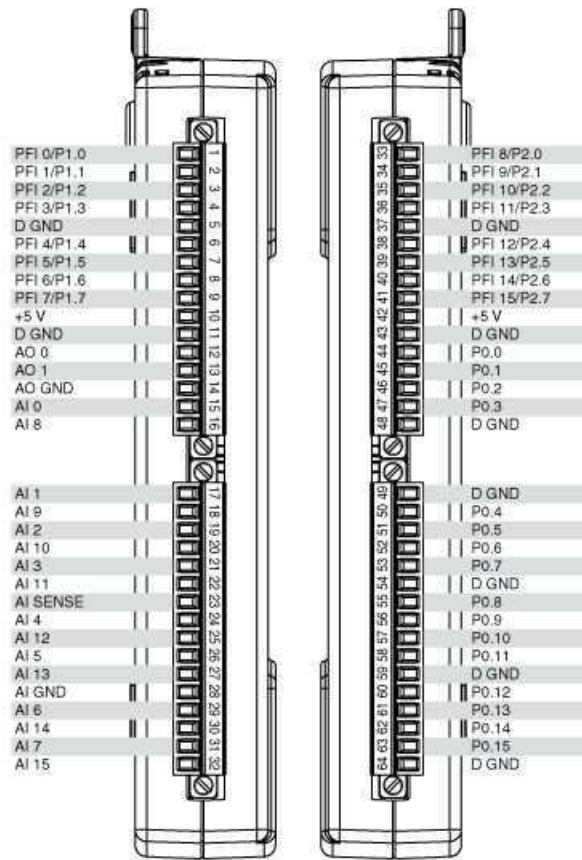 PFI 0/P1.0 1
PFI 1/P1.1 2
PFI 2/P1.2 3
PFI 3/P1.3 4
D GND 5
PFI 4/P1.4 6
PFI 5/P1.5 7
PFI 6/P1.6 8
PFI 7/P1.7 9
+5 V 10
D GND 11
AO 0 12
AO 1 13
AO GND 14
AI 0 15
AI 8 16
AI 1 17
AI 9 18
AI 2 19
AI 10 20
AI 3 21
AI 11 22
AI SENSE 23
AI 4 24
AI 12 25
AI 5 26
AI 13 27
AI GND 28
AI 6 29
AI 14 30
AI 7 31
AI 15 32
33 PFI 8/P2.0
34 PFI 9/P2.1
35 PFI 10/P2.2
36 PFI 11/P2.3
37 D GND
38 PFI 12/P2.4
39 PFI 13/P2.5
40 PFI 14/P2.6
41 PFI 15/P2.7
42 +5 V
43 D GND
44 P0.0
45 P0.1
46 P0.2
47 P0.3
48 D GND
49 D GND
50 P0.4
51 P0.5
52 P0.6
53 P0.7
54 D GND
55 P0.8
56 P0.9
57 P0.10
58 P0.11
59 D GND
60 P0.12
61 P0.13
62 P0.14
63 P0.15
64 D GND